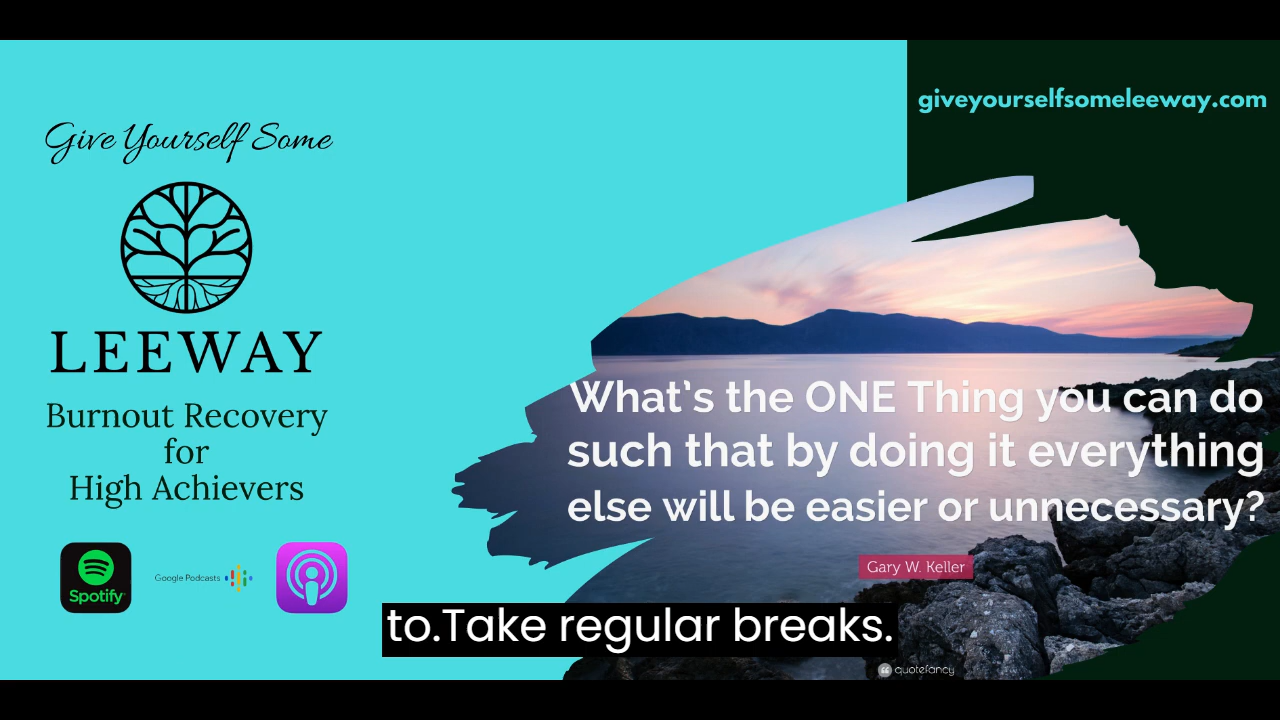 giveyourselfsomeleeway.com
Give Yourself Some
LEEWAY
Burnout Recovery
for
High Achievers
Spotify
Google Podcasts
What's the ONE Thing you can do
such that by doing it everything
else will be easier or unnecessary?
Gary W. Keller
to.Take regular breaks.
quotefancy